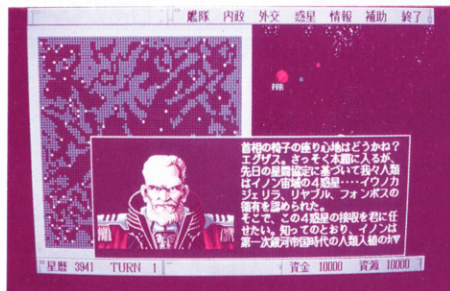 艦隊 内政 外交 惑星 情報 補助 終了
PAR
首相の椅子の座り心地はどうかね?
エグザス。さっそく本題に入るが、
先日の星間協定に基づいて我々人類
はイノン宙域の4惑星‥‥イウノカ
ジェリラ、リャブル、フォンボスの
領有を認められた。
そこで、この4惑星の接収を君に任
せたい。知ってのとおり、イノンは
第一次銀河帝国時代の人類入植の
星暦 3941 TURN 1 資金 10000 資源 10000